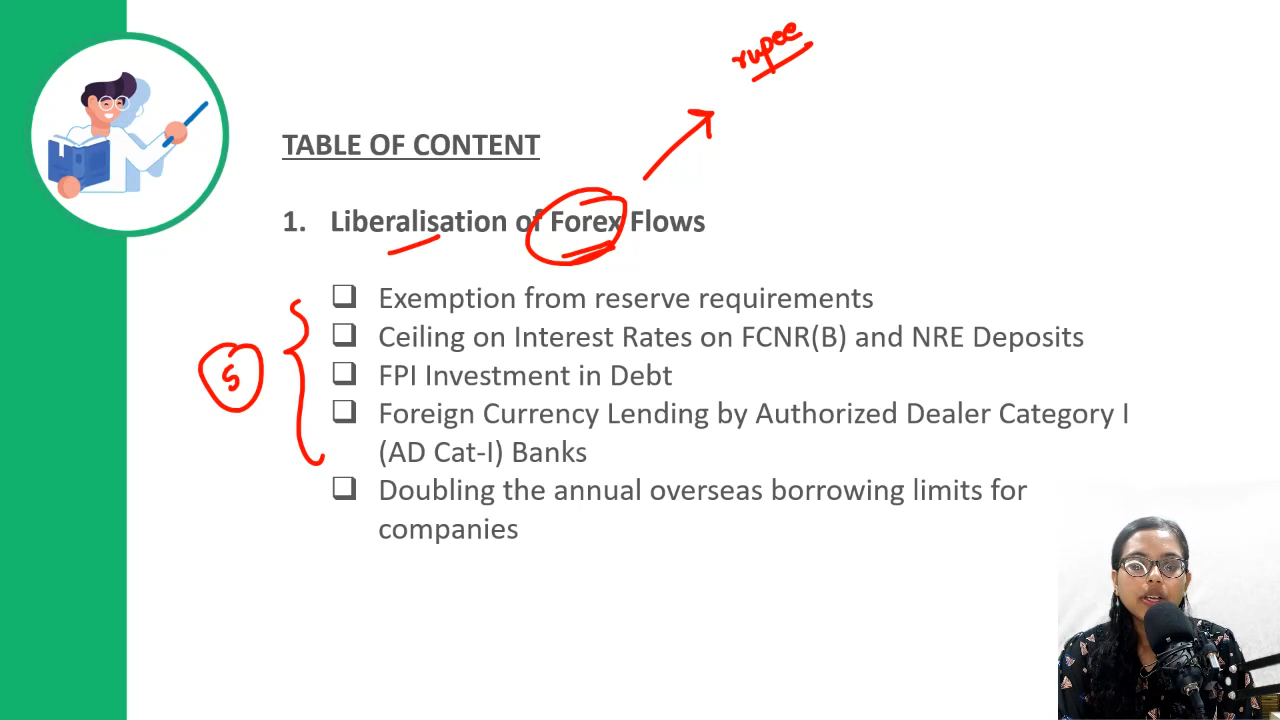 rupee
TABLE OF CONTENT
1. Liberalisation of Forex Flows
❑ Exemption from reserve requirements
❑ Ceiling on Interest Rates on FCNR(B) and NRE Deposits
❑ FPI Investment in Debt
❑ Foreign Currency Lending by Authorized Dealer Category I
(AD Cat-I) Banks
5
❑ Doubling the annual overseas borrowing limits for
companies